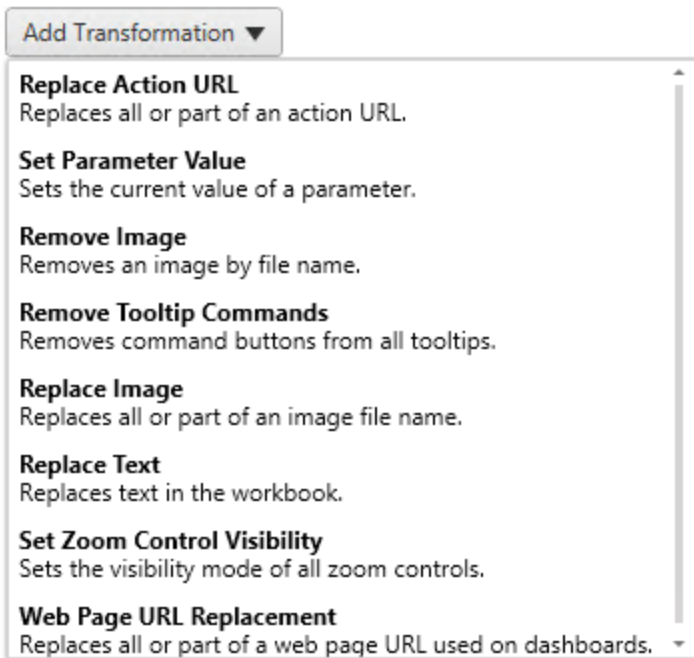 Add Transformation ▼
Replace Action URL
Replaces all or part of an action URL.
Set Parameter Value
Sets the current value of a parameter.
Remove Image
Removes an image by file name.
Remove Tooltip Commands
Removes command buttons from all tooltips.
Replace Image
Replaces all or part of an image file name.
Replace Text
Replaces text in the workbook.
Set Zoom Control Visibility
Sets the visibility mode of all zoom controls.
Web Page URL Replacement
Replaces all or part of a web page URL used on dashboards.